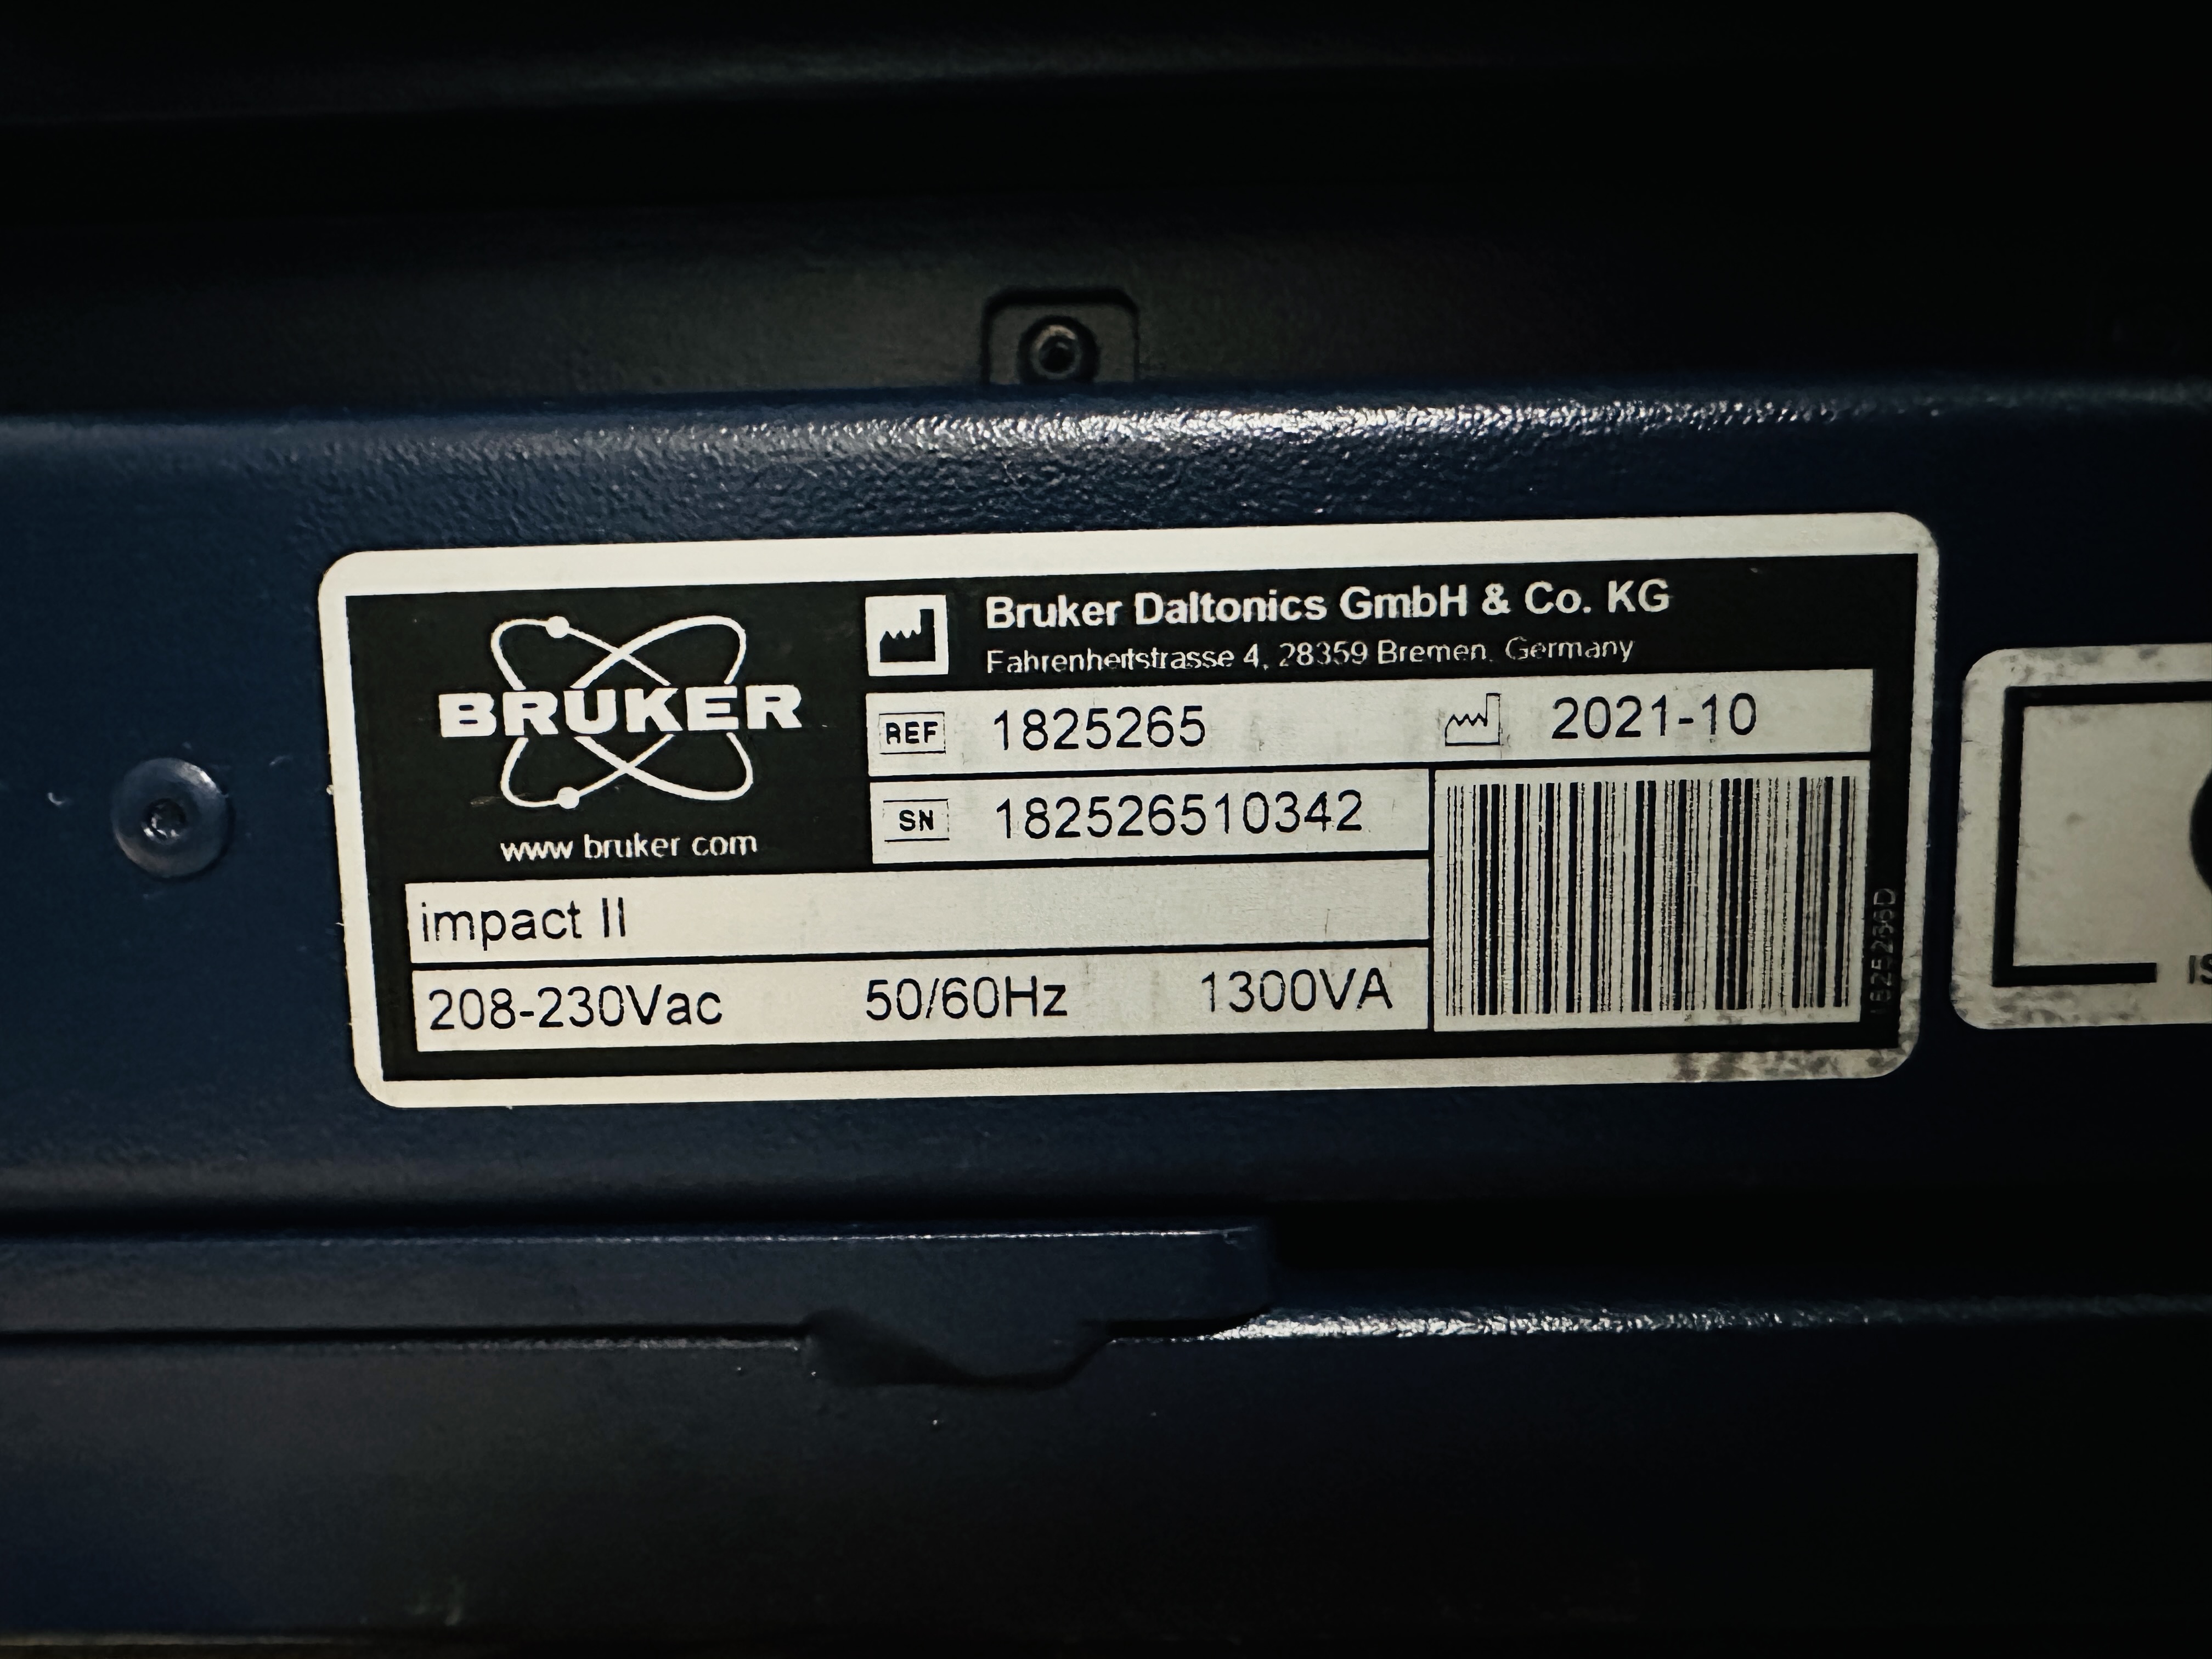 BRUKER
www.bruker.com
Bruker Daltonics GmbH & Co. KG
Fahrenheitstrasse 4, 28359 Bremen, Germany
REF 1825265 2021-10
SN 182526510342
impact II
208-230Vac 50/60Hz 1300VA